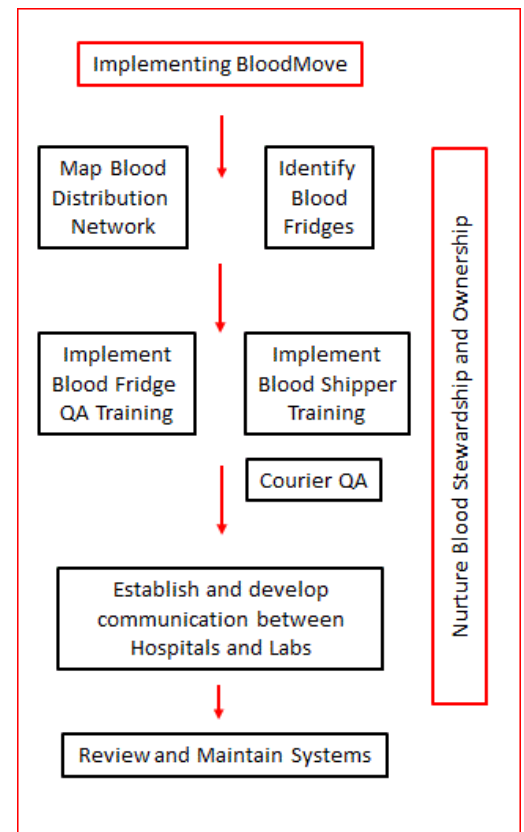 Implementing BloodMove
Map Blood
Distribution
Network
Identify
Blood
Fridges
Implement
Blood Fridge
QA Training
Implement
Blood Shipper
Training
Courier QA
Establish and develop
communication between
Hospitals and Labs
Review and Maintain Systems
Nurture Blood Stewardship and Ownership